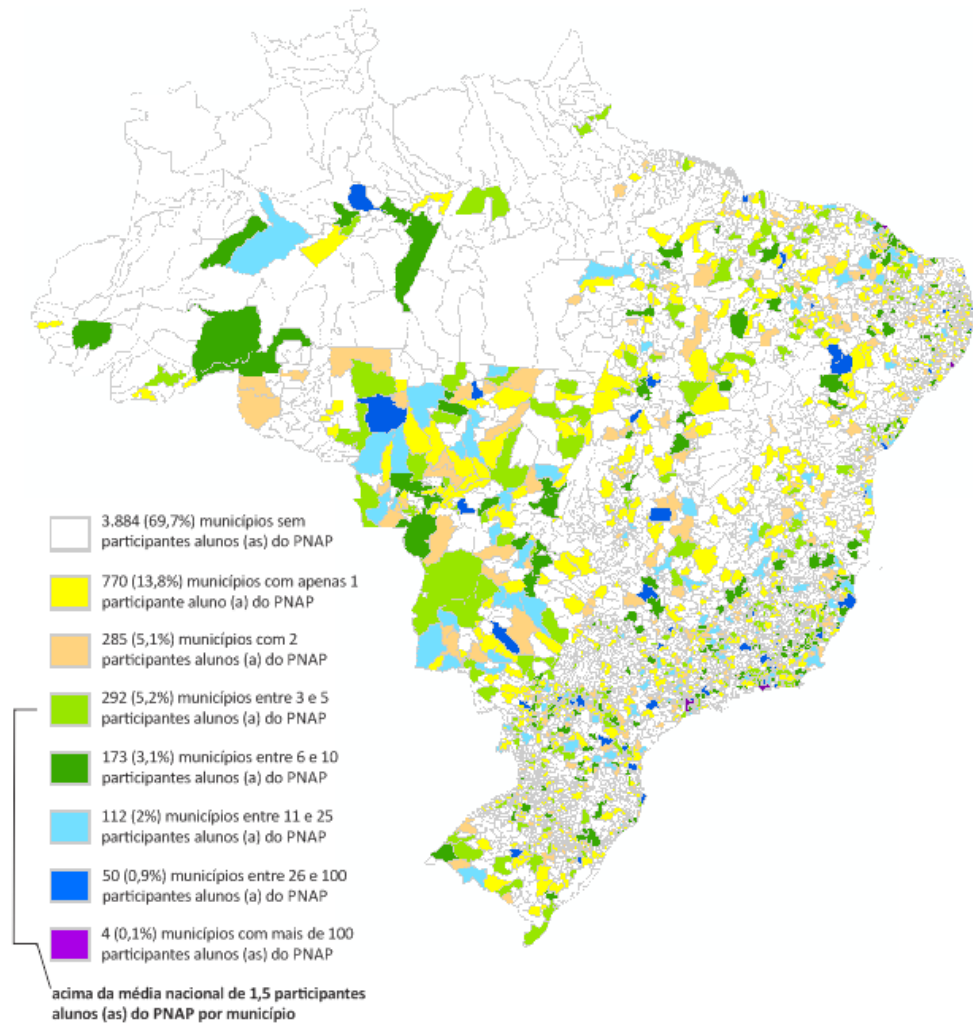 3.884 (69,7%) municípios sem
participantes alunos (as) do PNAP
770 (13,8%) municípios com apenas 1
participante aluno (a) do PNAP
285 (5,1%) municípios com 2
participantes alunos (a) do PNAP
292 (5,2%) municípios entre 3 e 5
participantes alunos (a) do PNAP
173 (3,1%) municípios entre 6 e 10
participantes alunos (a) do PNAP
112 (2%) municípios entre 11 e 25
participantes alunos (a) do PNAP
50 (0,9%) municípios entre 26 e 100
participantes alunos (a) do PNAP
4 (0,1%) municípios com mais de 100
participantes alunos (as) do PNAP
acima da média nacional de 1,5 participantes
alunos (as) do PNAP por município